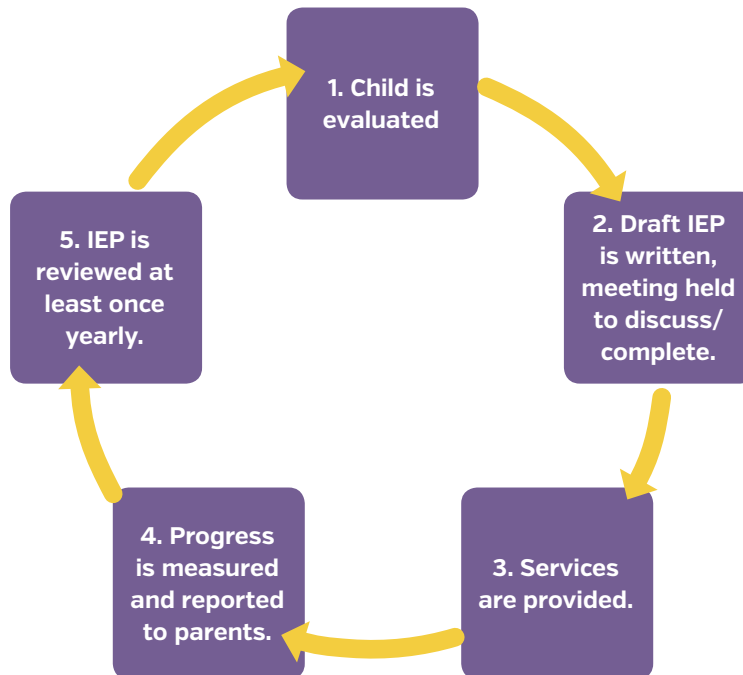 1. Child is
evaluated
2. Draft IEP
is written,
meeting held
to discuss/
complete.
3. Services
are provided.
4. Progress
is measured
and reported
to parents.
5. IEP is
reviewed at
least once
yearly.